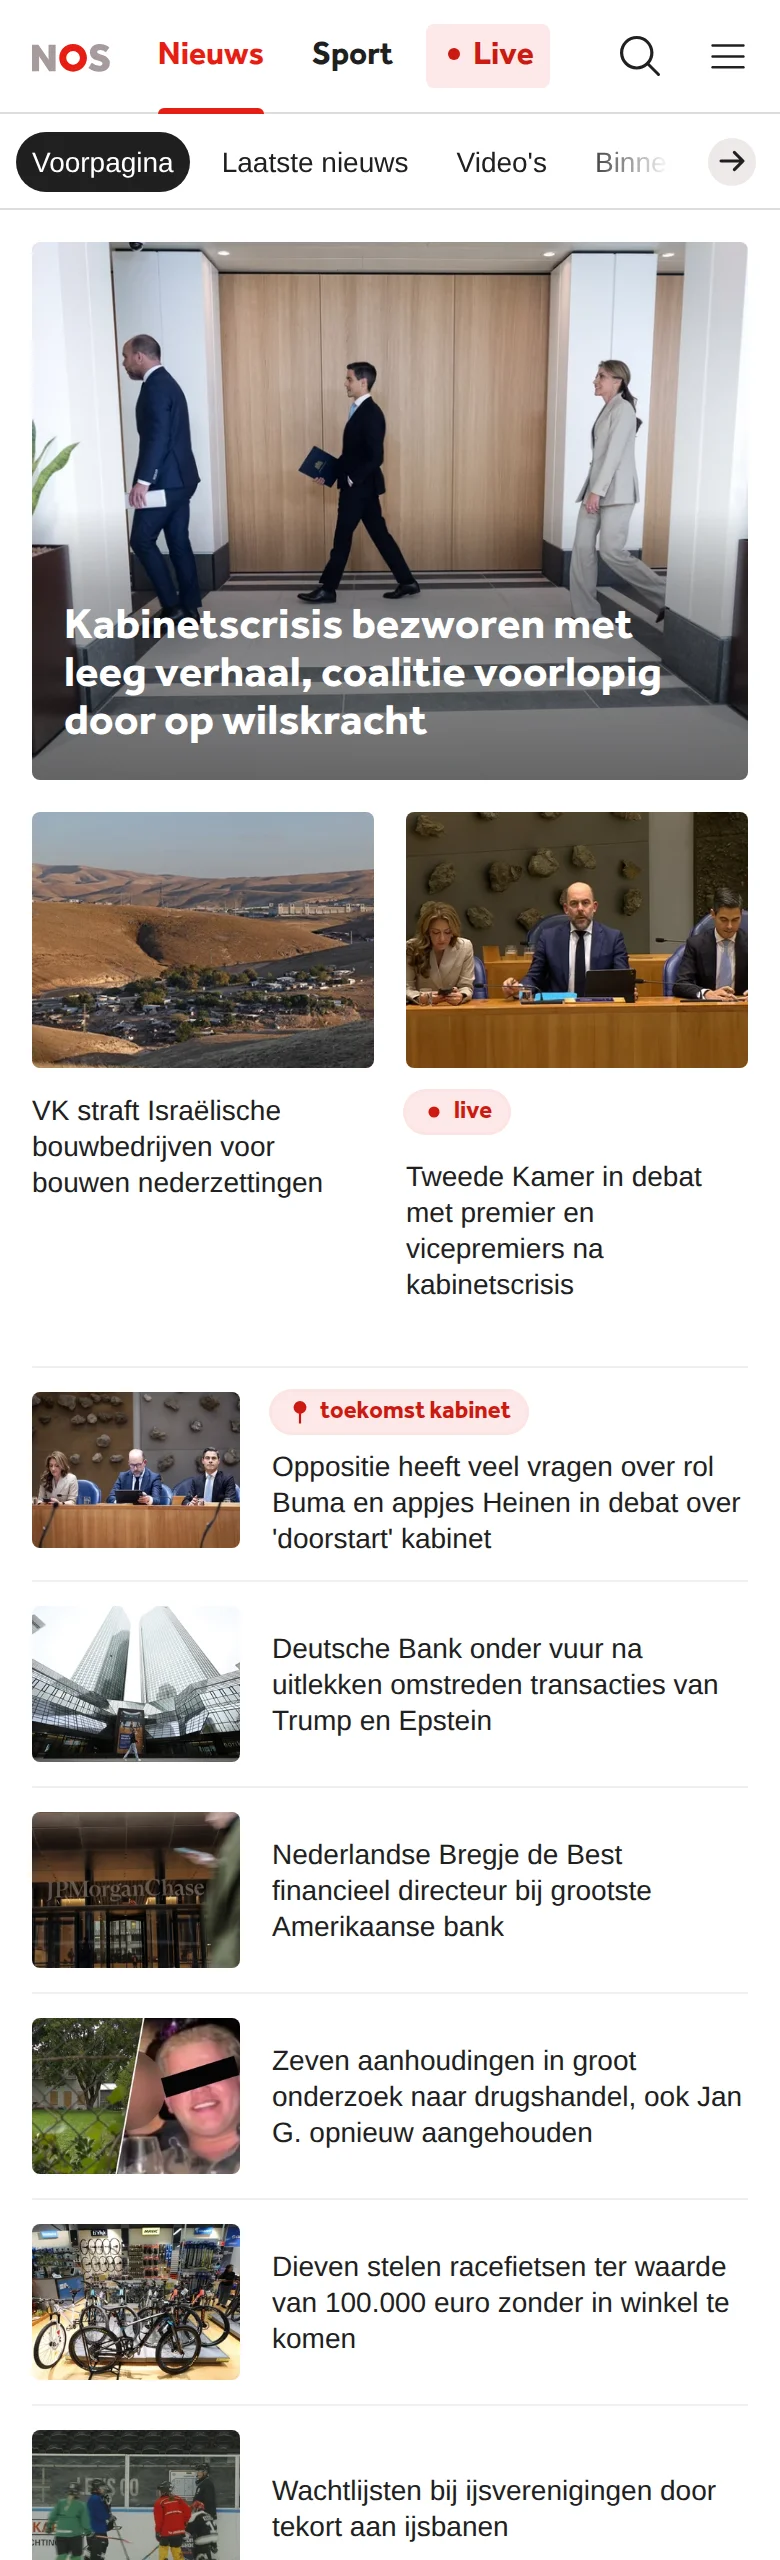 NOS
Nieuws
Sport
Live
Voorpagina
Laatste nieuws
Video's
Binne
Kabinetscrisis bezworen met
leeg verhaal, coalitie voorlopig
door op wilskracht
VK straft Israëlische
bouwbedrijven voor
bouwen nederzettingen
live
Tweede Kamer in debat
met premier en
vicepremiers na
kabinetscrisis
toekomst kabinet
Oppositie heeft veel vragen over rol
Buma en appjes Heinen in debat over
'doorstart' kabinet
Deutsche Bank onder vuur na
uitlekken omstreden transacties van
Trump en Epstein
JPMorganChase
Nederlandse Bregje de Best
financieel directeur bij grootste
Amerikaanse bank
Zeven aanhoudingen in groot
onderzoek naar drugshandel, ook Jan
G. opnieuw aangehouden
Dieven stelen racefietsen ter waarde
van 100.000 euro zonder in winkel te
komen
Wachtlijsten bij ijsverenigingen door
tekort aan ijsbanen